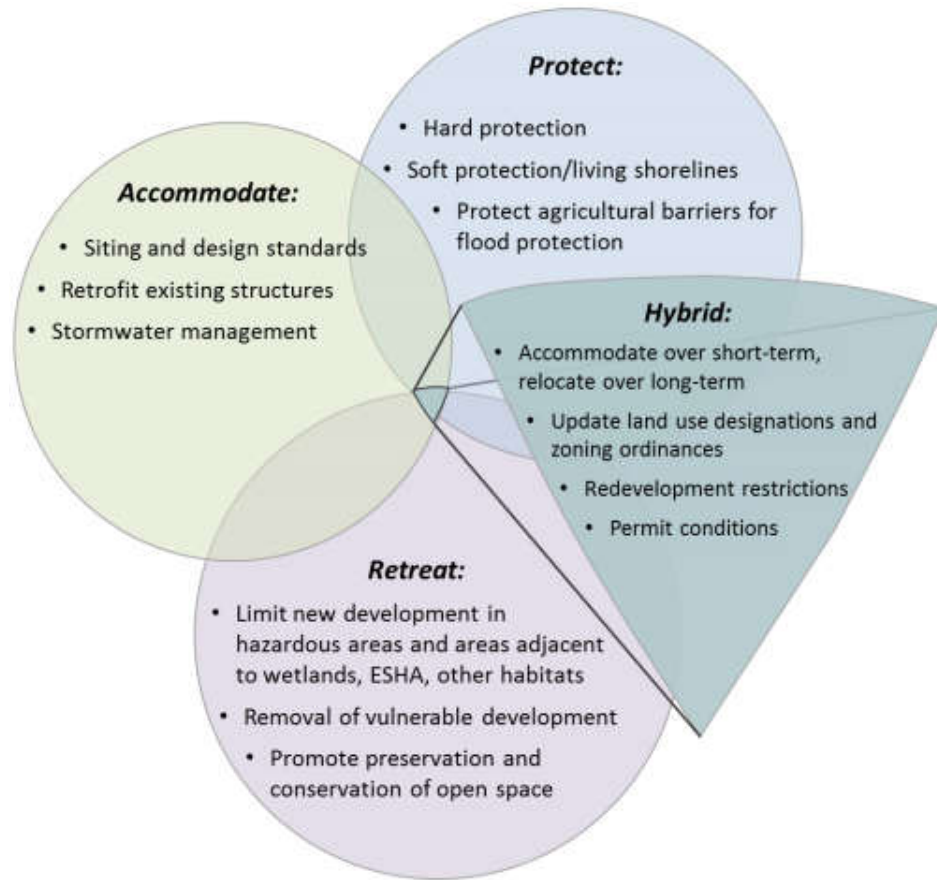 Protect:
• Hard protection
• Soft protection/living shorelines
• Protect agricultural barriers for
flood protection
Accommodate:
• Siting and design standards
• Retrofit existing structures
• Stormwater management
Hybrid:
• Accommodate over short-term,
relocate over long-term
• Update land use designations and
zoning ordinances
• Redevelopment restrictions
• Permit conditions
Retreat:
• Limit new development in
hazardous areas and areas adjacent
to wetlands, ESHA, other habitats
• Removal of vulnerable development
• Promote preservation and
conservation of open space